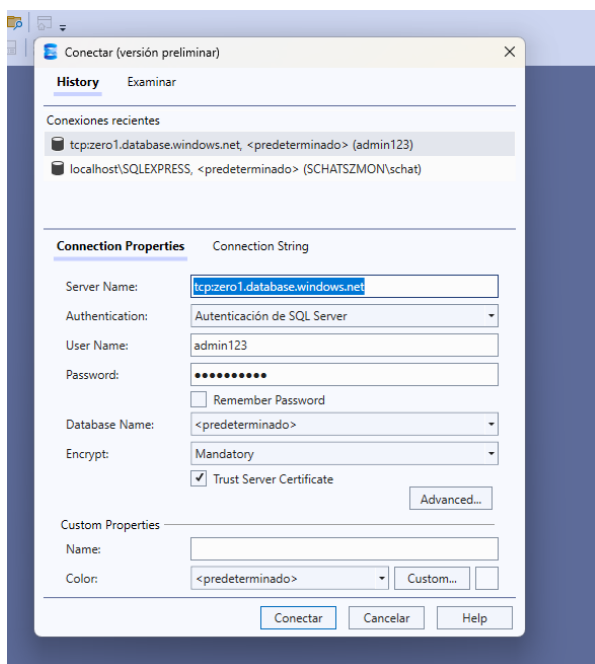 Conectar (versión preliminar)
History Examinar
Conexiones recientes
tcp:zero1.database.windows.net, <predeterminado> (admin123)
localhost\SQLEXPRESS, <predeterminado> (SCHATSZMON\schat)
Connection Properties Connection String
Server Name: tcp:zero1.database.windows.net
Authentication: Autenticación de SQL Server
User Name: admin123
Password: ●●●●●●●●●●
Remember Password
Database Name: <predeterminado>
Encrypt: Mandatory
Trust Server Certificate
Advanced...
Custom Properties
Name:
Color: <predeterminado> Custom...
Conectar Cancelar Help